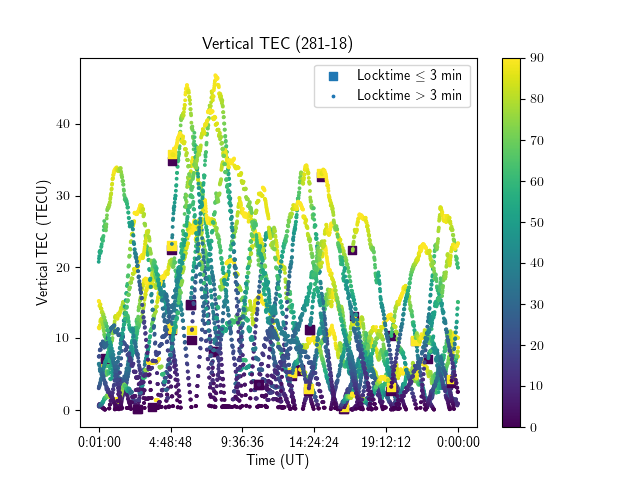 Vertical TEC (281-18)
Locktime ≤ 3 min
Locktime > 3 min
Vertical TEC (TECU)
40
30
20
10
0
0:01:00 4:48:48 9:36:36 14:24:24 19:12:12 0:00:00
Time (UT)
90
80
70
60
50
40
30
20
10
0